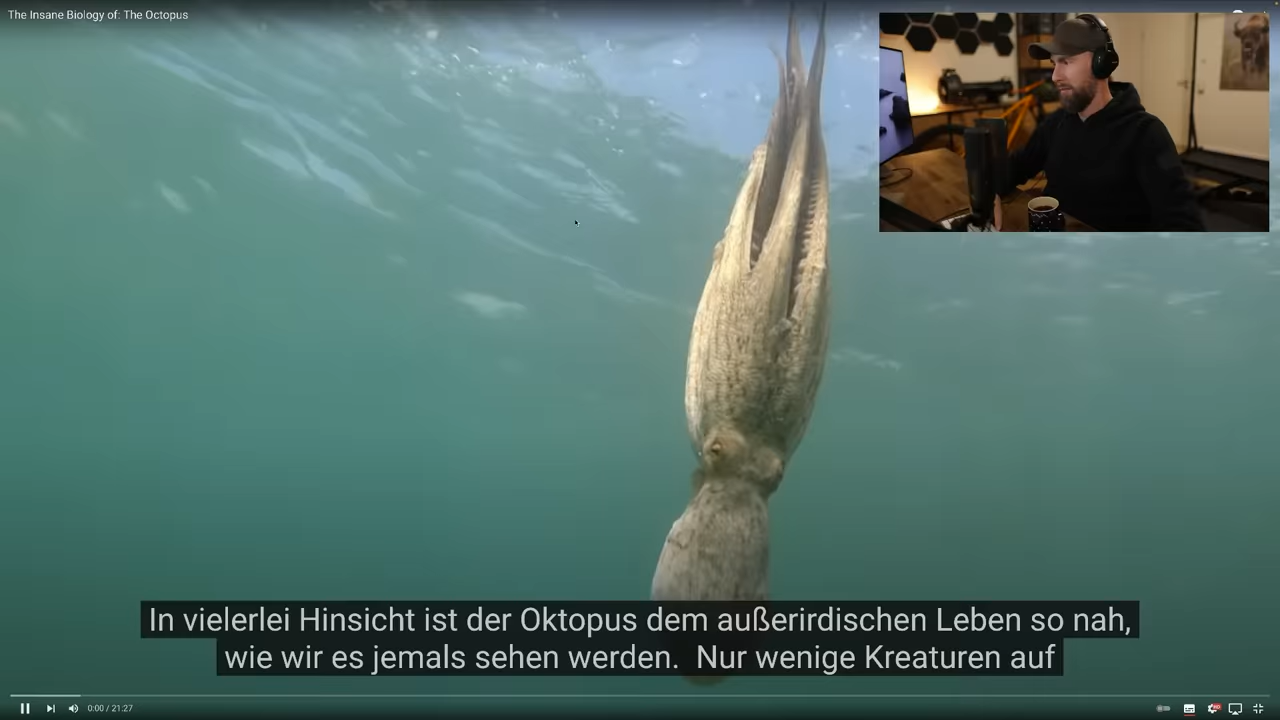 The Insane Biology of: The Octopus
In vielerlei Hinsicht ist der Oktopus dem außerirdischen Leben so nah,
wie wir es jemals sehen werden.  Nur wenige Kreaturen auf
0:00 / 21:27